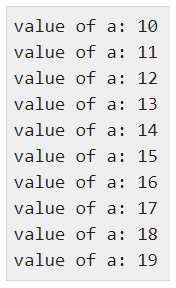 value of a: 10
value of a: 11
value of a: 12
value of a: 13
value of a: 14
value of a: 15
value of a: 16
value of a: 17
value of a: 18
value of a: 19